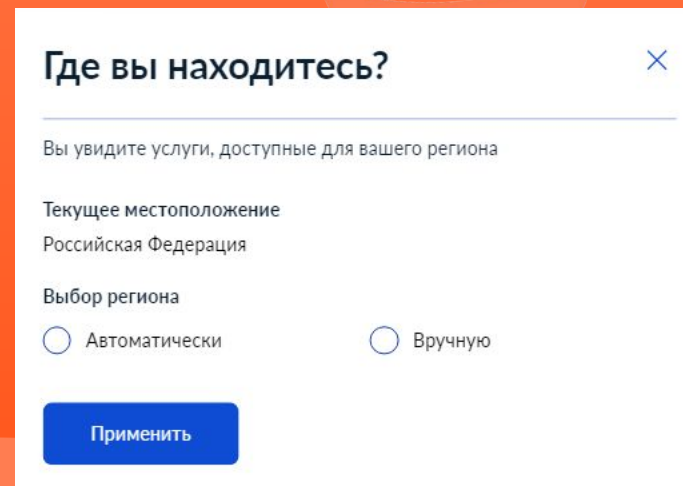 Где вы находитесь?
Вы увидите услуги, доступные для вашего региона
Текущее местоположение
Российская Федерация
Выбор региона
Автоматически Вручную
Применить